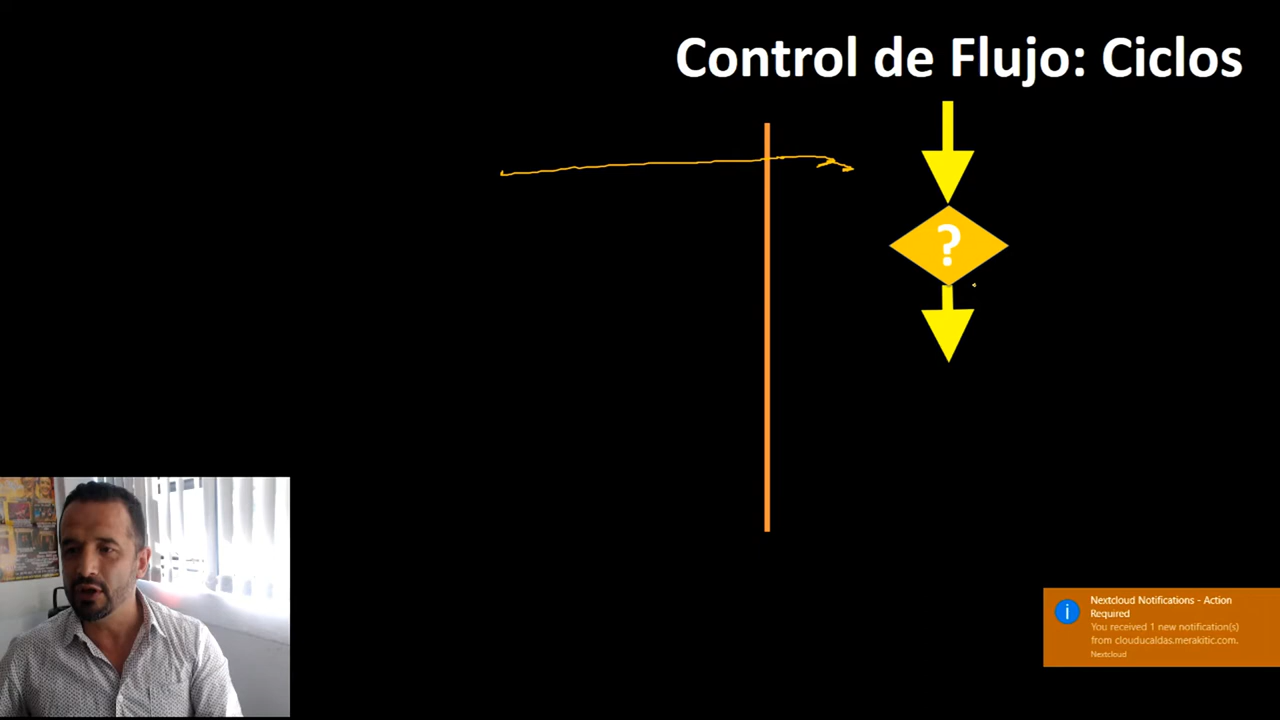 Control de Flujo: Ciclos
?
Nextcloud Notifications - Action
Required
You received 1 new notification(s)
from clouducaldas.merakitic.com.
Nextcloud